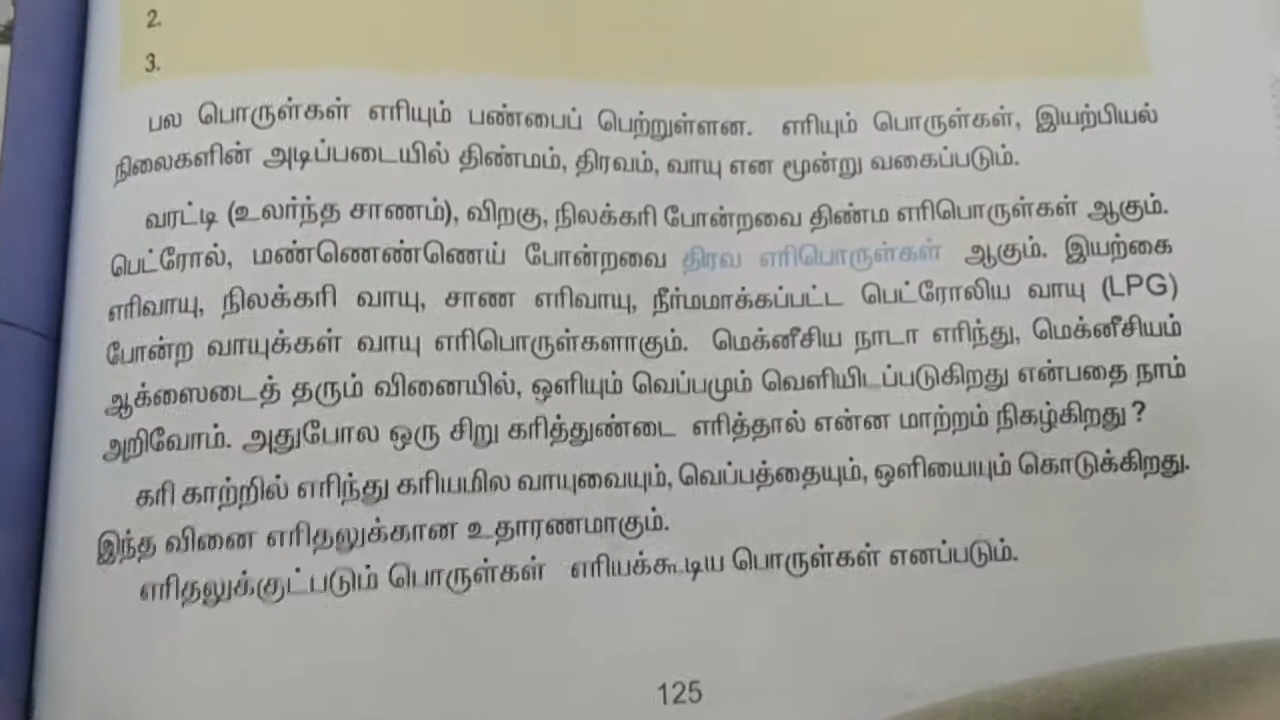 2.
3.
பல பொருள்கள் எரியும் பண்பைப் பெற்றுள்ளன. எரியும் பொருள்கள், இயற்பியல்
நிலைகளின் அடிப்படையில் திண்மம், திரவம், வாயு என மூன்று வகைப்படும்.
வரட்டி (உலர்ந்த சாணம்), விறகு, நிலக்கரி போன்றவை திண்ம எரிபொருள்கள் ஆகும்.
பெட்ரோல், மண்ணெண்ணெய் போன்றவை திரவ எரிபொருள்கள் ஆகும். இயற்கை
எரிவாயு, நிலக்கரி வாயு, சாண எரிவாயு, நீர்மமாக்கப்பட்ட பெட்ரோலிய வாயு (LPG)
போன்ற வாயுக்கள் வாயு எரிபொருள்களாகும். மெக்னீசிய நாடா எரிந்து, மெக்னீசியம்
ஆக்ஸைடைத் தரும் வினையில், ஒளியும் வெப்பமும் வெளியிடப்படுகிறது என்பதை நாம்
அறிவோம். அதுபோல ஒரு சிறு கரித்துண்டை எரித்தால் என்ன மாற்றம் நிகழ்கிறது?
கரி காற்றில் எரிந்து கரியமில வாயுவையும், வெப்பத்தையும், ஒளியையும் கொடுக்கிறது.
இந்த வினை எரிதலுக்கான உதாரணமாகும்.
எரிதலுக்குட்படும் பொருள்கள் எரியக்கூடிய பொருள்கள் எனப்படும்.
125